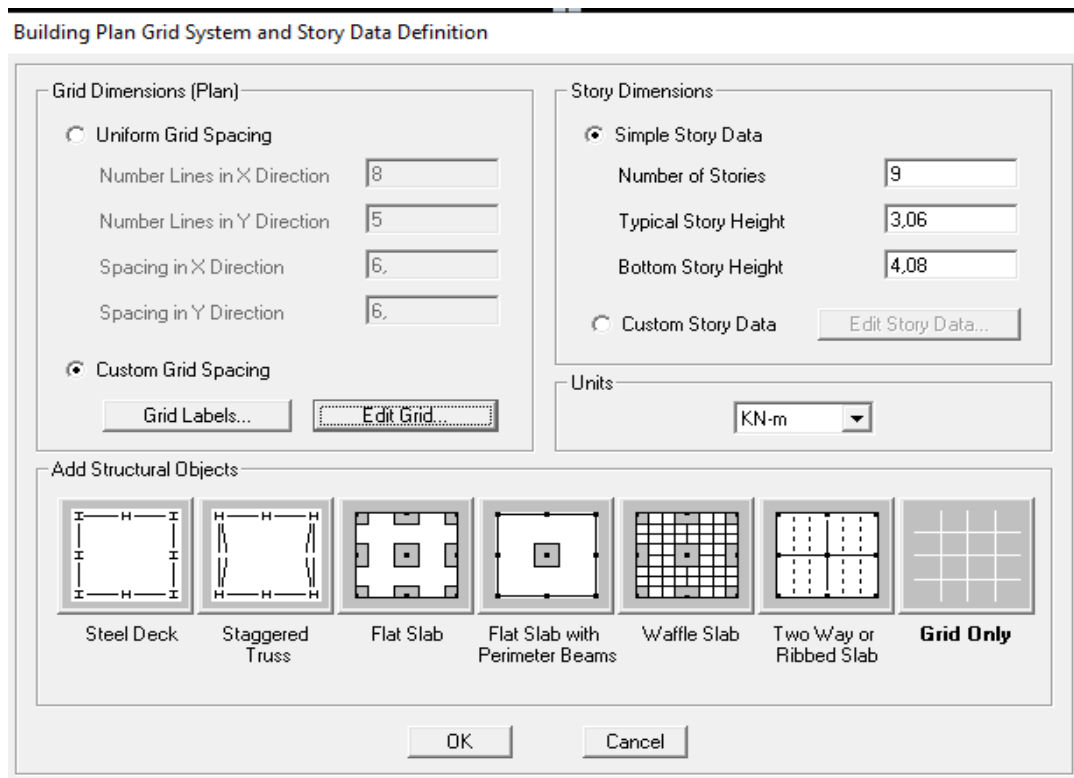 Building Plan Grid System and Story Data Definition
Grid Dimensions (Plan)
Uniform Grid Spacing
Number Lines in X Direction 8
Number Lines in Y Direction 5
Spacing in X Direction 6,
Spacing in Y Direction 6,
Custom Grid Spacing
Grid Labels... Edit Grid...
Story Dimensions
Simple Story Data
Number of Stories 9
Typical Story Height 3,06
Bottom Story Height 4,08
Custom Story Data Edit Story Data...
Units
KN-m
Add Structural Objects
Steel Deck
Staggered
Truss
Flat Slab
Flat Slab with
Perimeter Beams
Waffle Slab
Two Way or
Ribbed Slab
Grid Only
OK Cancel